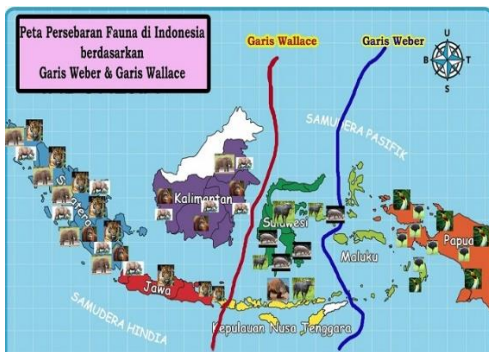 Peta Persebaran Fauna di Indonesia
berdasarkan
Garis Weber & Garis Wallace
Garis Wallace
Garis Weber
U
B
T
S
SAMUDERA PASIFIK
Sumatera
Kalimantan
Sulawesi
Maluku
Papua
Jawa
SAMUDERA HINDIA
Kepulauan Nusa Tenggara